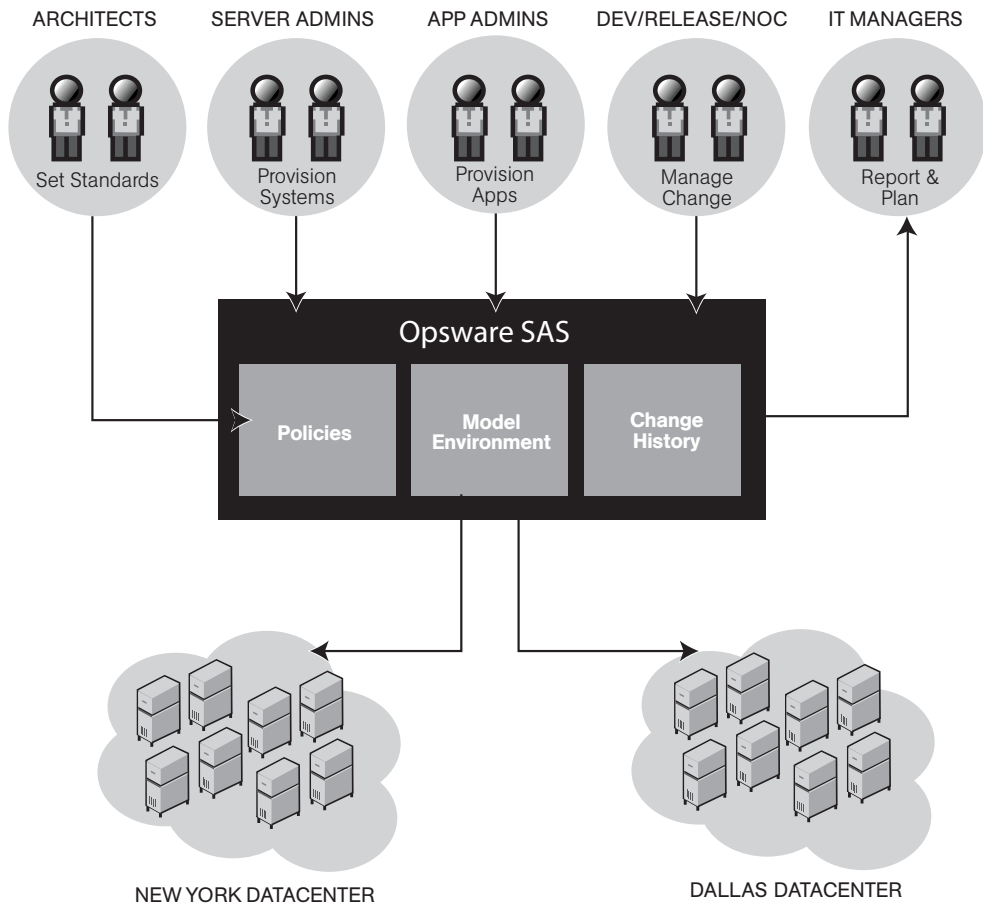 ARCHITECTS
SERVER ADMINS
APP ADMINS
DEV/RELEASE/NOC
IT MANAGERS
Set Standards
Provision
Systems
Provision
Apps
Manage
Change
Report &
Plan
Opsware SAS
Policies
Model
Environment
Change
History
NEW YORK DATACENTER
DALLAS DATACENTER